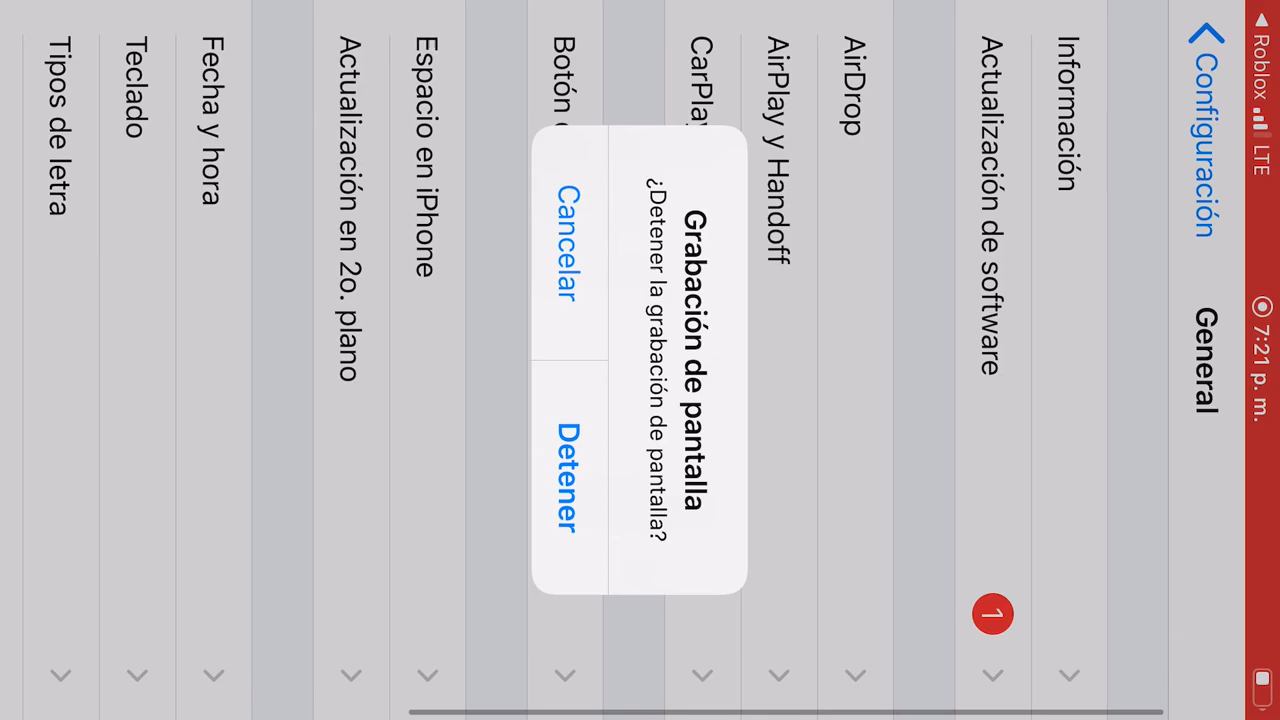 Roblox LTE 7:21 p. m.
Configuración General
Información
Actualización de software 1
AirDrop
AirPlay y Handoff
CarPlay
Grabación de pantalla
¿Detener la grabación de pantalla?
Cancelar Detener
Botón
Espacio en iPhone
Actualización en 2o. plano
Fecha y hora
Teclado
Tipos de letra